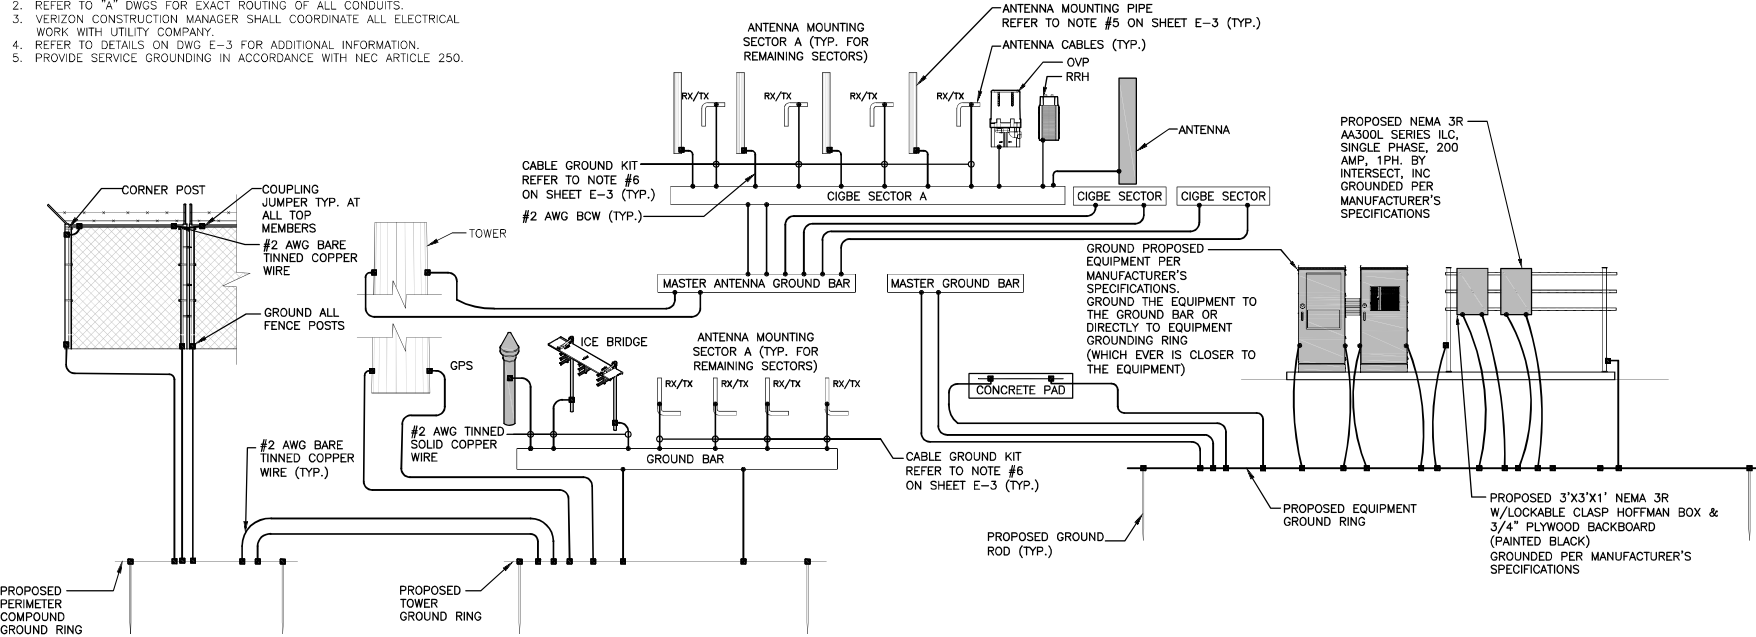 2. REFER TO "A" DWGS FOR EXACT ROUTING OF ALL CONDUITS.
3. VERIZON CONSTRUCTION MANAGER SHALL COORDINATE ALL ELECTRICAL
WORK WITH UTILITY COMPANY.
4. REFER TO DETAILS ON DWG E-3 FOR ADDITIONAL INFORMATION.
5. PROVIDE SERVICE GROUNDING IN ACCORDANCE WITH NEC ARTICLE 250.
ANTENNA MOUNTING
SECTOR A (TYP. FOR
REMAINING SECTORS)
ANTENNA MOUNTING PIPE
REFER TO NOTE #5 ON SHEET E-3 (TYP.)
ANTENNA CABLES (TYP.)
OVP
RRH
RX/TX
RX/TX
RX/TX
RX/TX
ANTENNA
CABLE GROUND KIT
REFER TO NOTE #6
ON SHEET E-3 (TYP.)
#2 AWG BCW (TYP.)
CIGBE SECTOR A
CIGBE SECTOR
CIGBE SECTOR
PROPOSED NEMA 3R
AA300L SERIES ILC,
SINGLE PHASE, 200
AMP, 1PH. BY
INTERSECT, INC
GROUNDED PER
MANUFACTURER'S
SPECIFICATIONS
CORNER POST
COUPLING
JUMPER TYP. AT
ALL TOP
MEMBERS
#2 AWG BARE
TINNED COPPER
WIRE
GROUND ALL
FENCE POSTS
TOWER
MASTER ANTENNA GROUND BAR
MASTER GROUND BAR
GROUND PROPOSED
EQUIPMENT PER
MANUFACTURER'S
SPECIFICATIONS.
GROUND THE EQUIPMENT TO
THE GROUND BAR OR
DIRECTLY TO EQUIPMENT
GROUNDING RING
(WHICH EVER IS CLOSER TO
THE EQUIPMENT)
GPS
ICE BRIDGE
ANTENNA MOUNTING
SECTOR A (TYP. FOR
REMAINING SECTORS)
RX/TX
RX/TX
RX/TX
RX/TX
CONCRETE PAD
#2 AWG TINNED
SOLID COPPER
WIRE
GROUND BAR
#2 AWG BARE
TINNED COPPER
WIRE (TYP.)
CABLE GROUND KIT
REFER TO NOTE #6
ON SHEET E-3 (TYP.)
PROPOSED GROUND
ROD (TYP.)
PROPOSED EQUIPMENT
GROUND RING
PROPOSED 3'X3'X1' NEMA 3R
W/LOCKABLE CLASP HOFFMAN BOX &
3/4" PLYWOOD BACKBOARD
(PAINTED BLACK)
GROUNDED PER MANUFACTURER'S
SPECIFICATIONS
PROPOSED
PERIMETER
COMPOUND
GROUND RING
PROPOSED
TOWER
GROUND RING